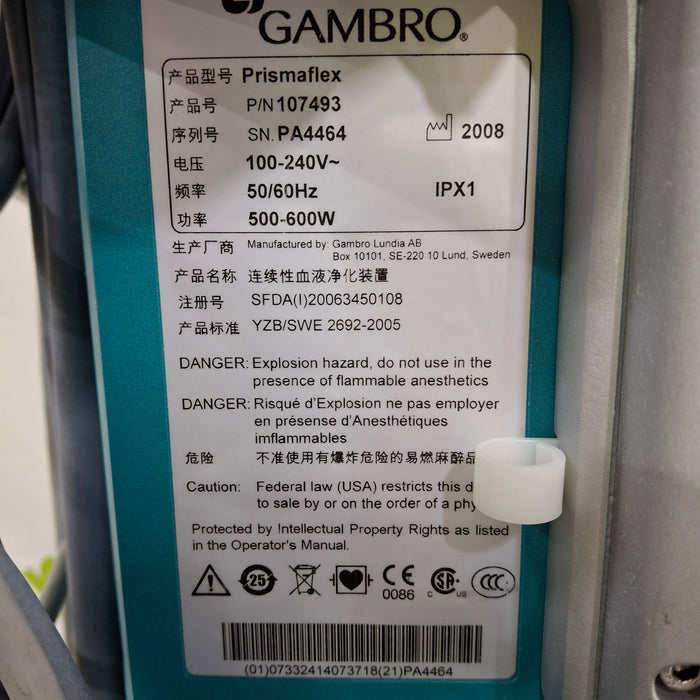 GAMBRO®
产品型号 Prismaflex
产品号 P/N 107493
序列号 SN. PA4464 2008
电压 100-240V~
频率 50/60Hz IPX1
功率 500-600W
生产厂商 Manufactured by: Gambro Lundia AB
Box 10101, SE-220 10 Lund, Sweden
产品名称 连续性血液净化装置
注册号 SFDA(I)20063450108
产品标准 YZB/SWE 2692-2005
DANGER: Explosion hazard, do not use in the
presence of flammable anesthetics
DANGER: Risqué d'Explosion ne pas employer
en présense d'Anesthétiques
imflammables
危险 不准使用有爆炸危险的易燃麻醉品
Caution: Federal law (USA) restricts this
to sale by or on the order of a
Protected by Intellectual Property Rights as listed
in the Operator's Manual.
25 CE 0086 C SA US CCC
(01)07332414073718(21)PA4464